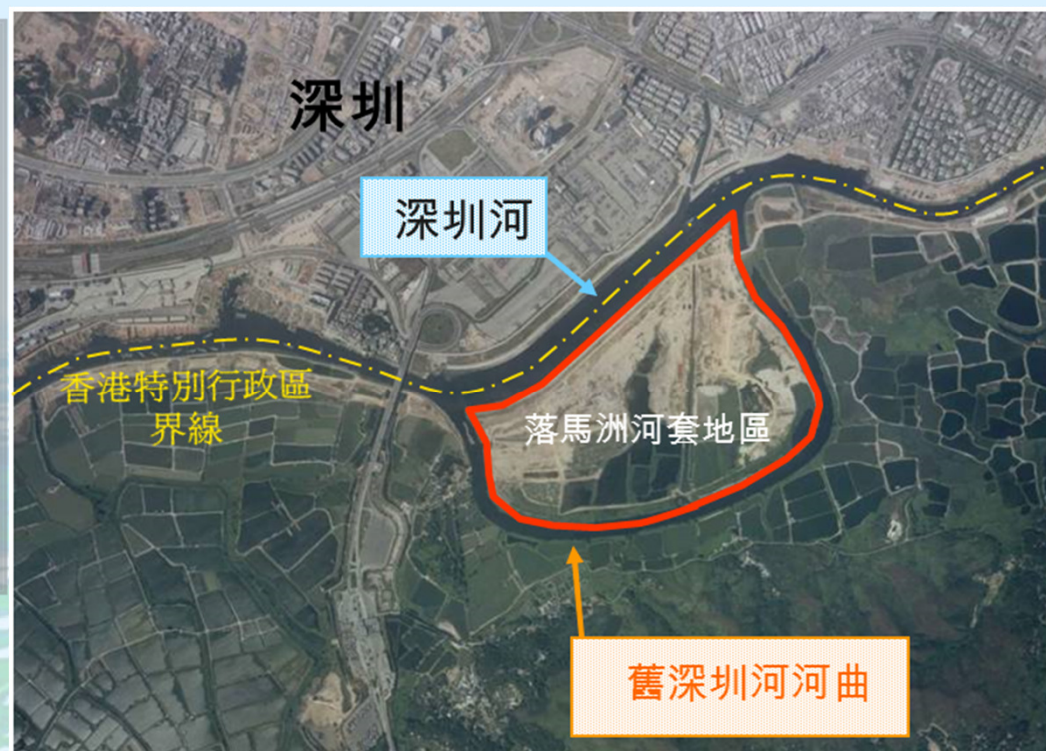 深圳
深圳河
香港特別行政區
界線
落馬洲河套地區
舊深圳河河曲